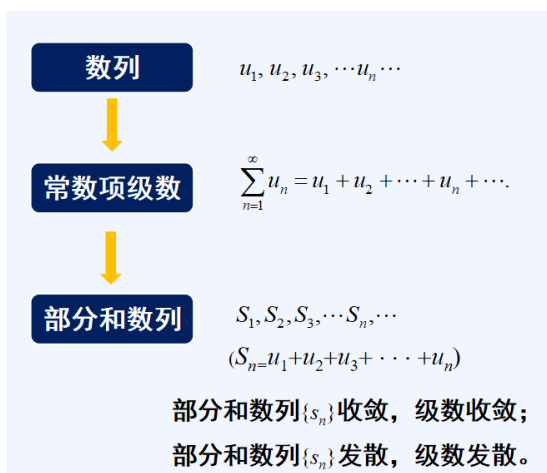 数列 u₁, u₂, u₃, ⋯uₙ⋯
常数项级数 ∑_{n=1}^{∞} uₙ = u₁ + u₂ + ⋯ + uₙ + ⋯.
部分和数列 S₁, S₂, S₃, ⋯Sₙ, ⋯
(Sₙ₌u₁+u₂+u₃+ · · · +uₙ)
部分和数列{sₙ}收敛，级数收敛；
部分和数列{sₙ}发散，级数发散。